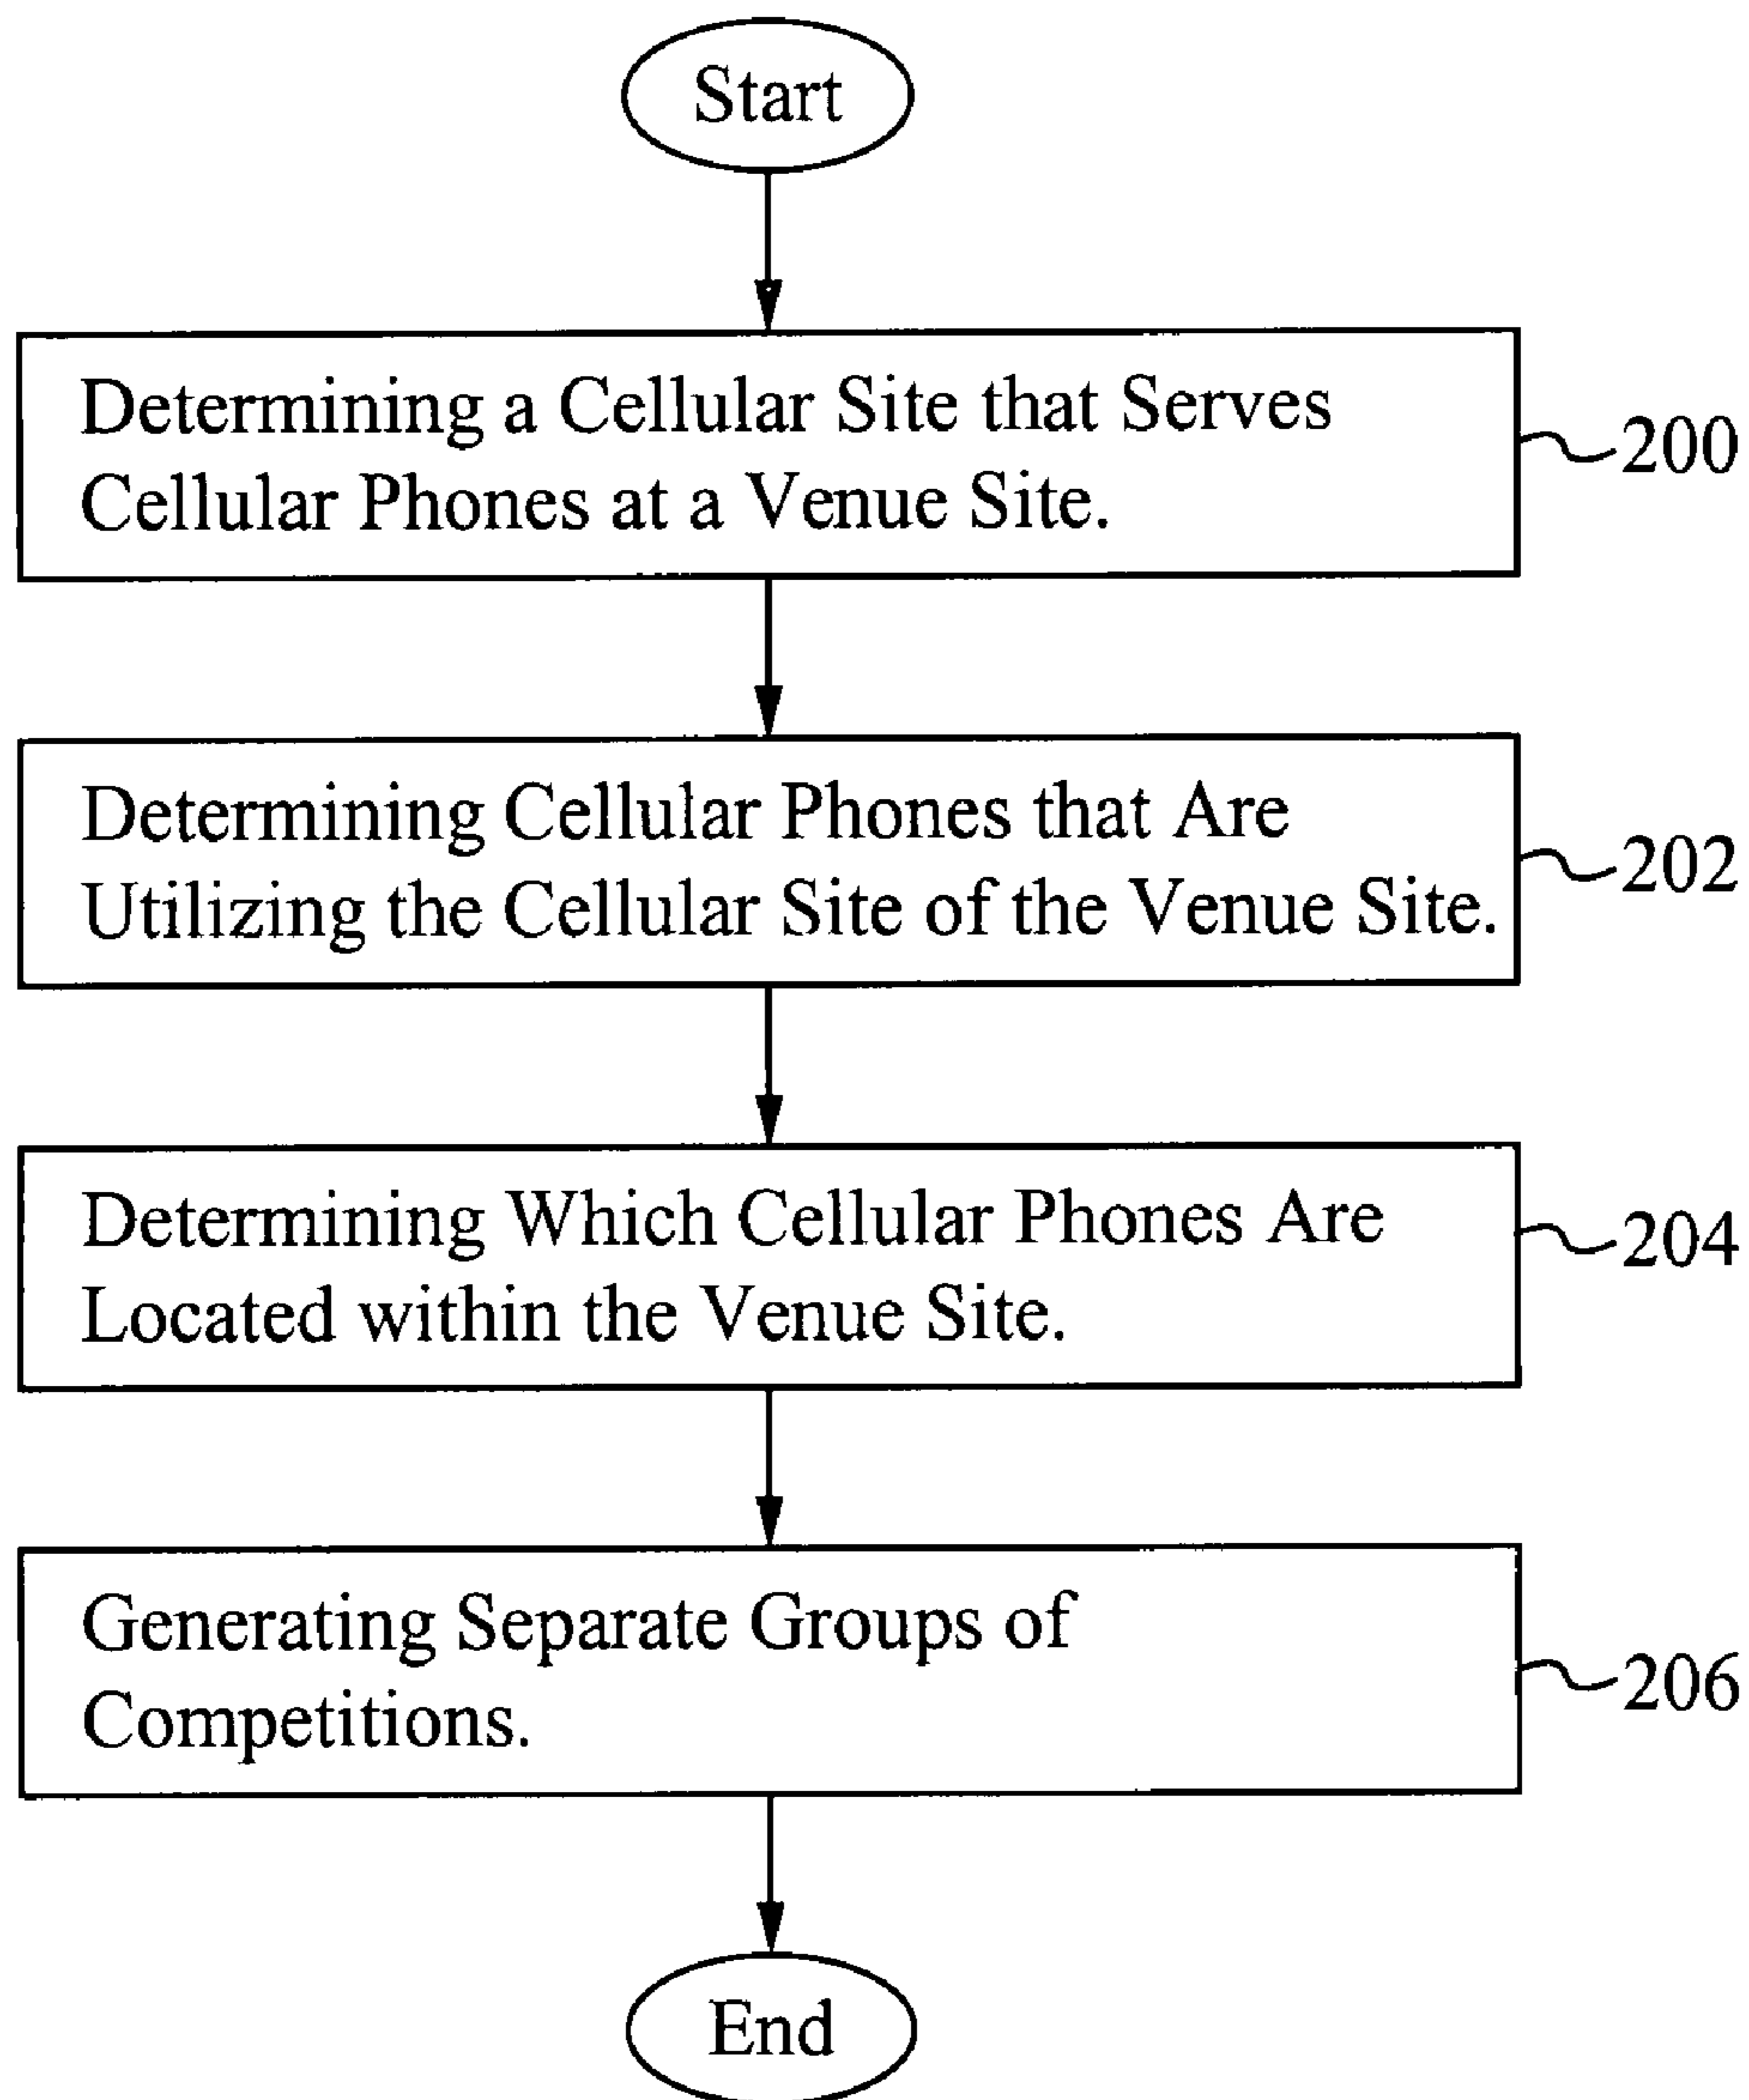 Start
Determining a Cellular Site that Serves
Cellular Phones at a Venue Site.
200
Determining Cellular Phones that Are
Utilizing the Cellular Site of the Venue Site.
202
Determining Which Cellular Phones Are
Located within the Venue Site.
204
Generating Separate Groups of
Competitions.
206
End